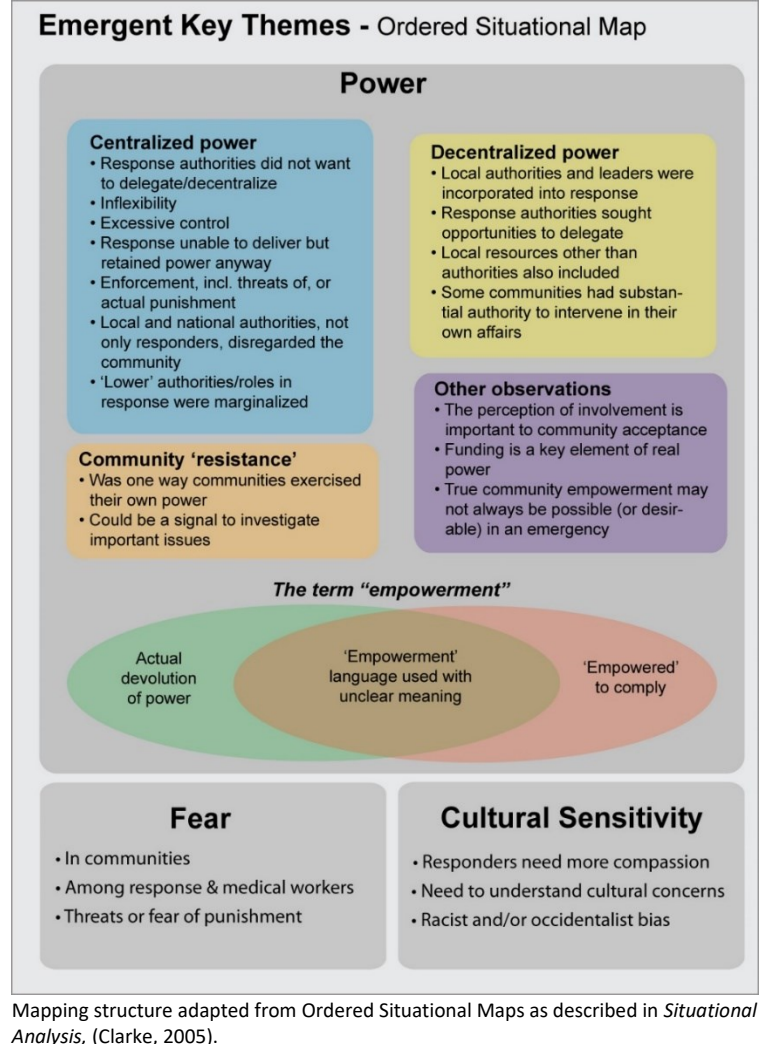 Emergent Key Themes - Ordered Situational Map
Power
Centralized power
• Response authorities did not want
to delegate/decentralize
• Inflexibility
• Excessive control
• Response unable to deliver but
retained power anyway
• Enforcement, incl. threats of, or
actual punishment
• Local and national authorities, not
only responders, disregarded the
community
• 'Lower' authorities/roles in
response were marginalized
Decentralized power
• Local authorities and leaders were
incorporated into response
• Response authorities sought
opportunities to delegate
• Local resources other than
authorities also included
• Some communities had substan-
tial authority to intervene in their
own affairs
Community 'resistance'
• Was one way communities exercised
their own power
• Could be a signal to investigate
important issues
Other observations
• The perception of involvement is
important to community acceptance
• Funding is a key element of real
power
• True community empowerment may
not always be possible (or desir-
able) in an emergency
The term "empowerment"
Actual
devolution
of power
'Empowerment'
language used with
unclear meaning
'Empowered'
to comply
Fear
• In communities
• Among response & medical workers
• Threats or fear of punishment
Cultural Sensitivity
• Responders need more compassion
• Need to understand cultural concerns
• Racist and/or occidentalist bias
Mapping structure adapted from Ordered Situational Maps as described in Situational
Analysis, (Clarke, 2005).